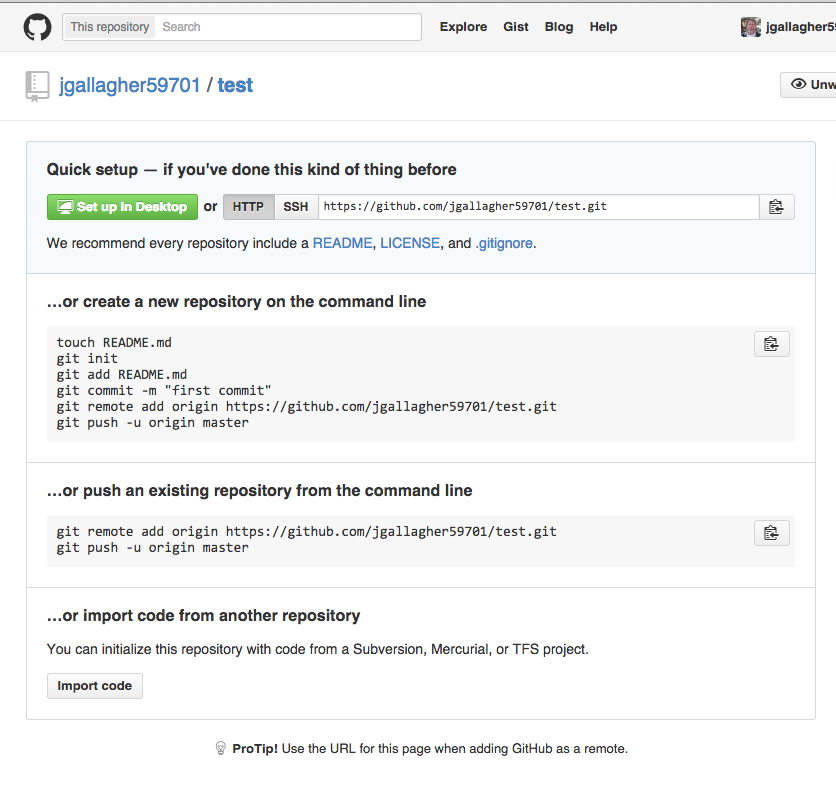 This repository Search Explore Gist Blog Help jgallagher59
jgallagher59701 / test Unw
Quick setup — if you've done this kind of thing before
Set up in Desktop or HTTP SSH https://github.com/jgallagher59701/test.git
We recommend every repository include a README, LICENSE, and .gitignore.
…or create a new repository on the command line
touch README.md
git init
git add README.md
git commit -m "first commit"
git remote add origin https://github.com/jgallagher59701/test.git
git push -u origin master
…or push an existing repository from the command line
git remote add origin https://github.com/jgallagher59701/test.git
git push -u origin master
…or import code from another repository
You can initialize this repository with code from a Subversion, Mercurial, or TFS project.
Import code
ProTip! Use the URL for this page when adding GitHub as a remote.